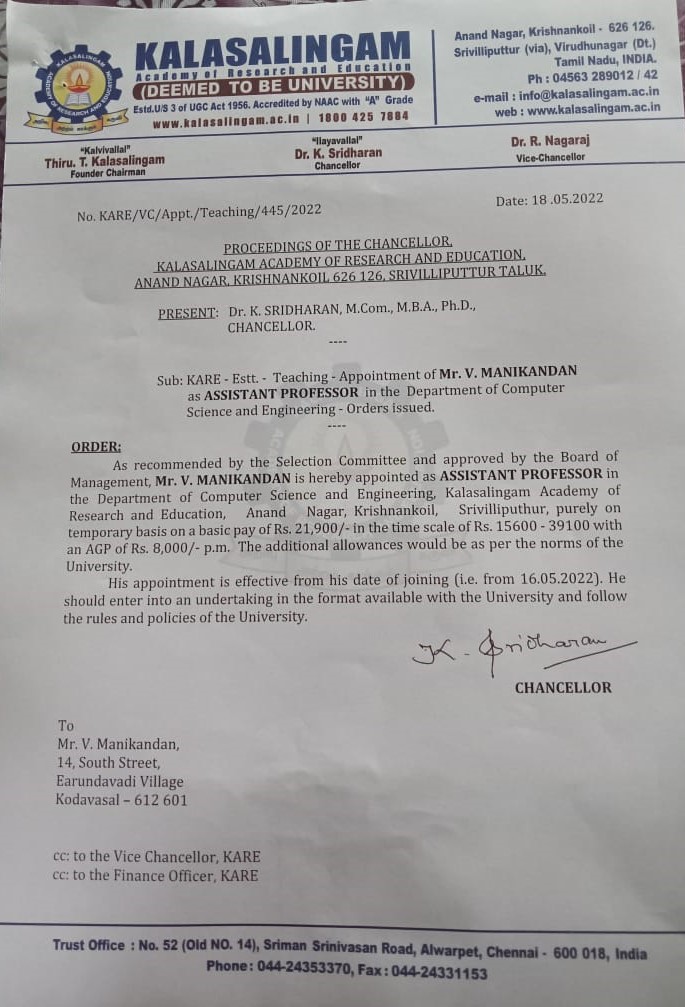 KALASALINGAM
Academy of Research and Education
(DEEMED TO BE UNIVERSITY)
Estd.U/S 3 of UGC Act 1956. Accredited by NAAC with "A" Grade
www.kalasalingam.ac.in | 1800 425 7884
Anand Nagar, Krishnankoil - 626 126.
Srivilliputtur (via), Virudhunagar (Dt.)
Tamil Nadu, INDIA.
Ph : 04563 289012 / 42
e-mail : info@kalasalingam.ac.in
web : www.kalasalingam.ac.in
"Kalvivallal"
Thiru. T. Kalasalingam
Founder Chairman
"Ilayavallal"
Dr. K. Sridharan
Chancellor
Dr. R. Nagaraj
Vice-Chancellor
No. KARE/VC/Appt./Teaching/445/2022
Date: 18.05.2022
PROCEEDINGS OF THE CHANCELLOR,
KALASALINGAM ACADEMY OF RESEARCH AND EDUCATION,
ANAND NAGAR, KRISHNANKOIL 626 126, SRIVILLIPUTTUR TALUK.
PRESENT: Dr. K. SRIDHARAN, M.Com., M.B.A., Ph.D.,
CHANCELLOR.
----
Sub: KARE - Estt. - Teaching - Appointment of Mr. V. MANIKANDAN
as ASSISTANT PROFESSOR in the Department of Computer
Science and Engineering - Orders issued.
----
ORDER:
As recommended by the Selection Committee and approved by the Board of
Management, Mr. V. MANIKANDAN is hereby appointed as ASSISTANT PROFESSOR in
the Department of Computer Science and Engineering, Kalasalingam Academy of
Research and Education, Anand Nagar, Krishnankoil, Srivilliputhur, purely on
temporary basis on a basic pay of Rs. 21,900/- in the time scale of Rs. 15600 - 39100 with
an AGP of Rs. 8,000/- p.m. The additional allowances would be as per the norms of the
University.
His appointment is effective from his date of joining (i.e. from 16.05.2022). He
should enter into an undertaking in the format available with the University and follow
the rules and policies of the University.
K. Sridharan
CHANCELLOR
To
Mr. V. Manikandan,
14, South Street,
Earundavadi Village
Kodavasal – 612 601
cc: to the Vice Chancellor, KARE
cc: to the Finance Officer, KARE
Trust Office : No. 52 (Old NO. 14), Sriman Srinivasan Road, Alwarpet, Chennai - 600 018, India
Phone: 044-24353370, Fax : 044-24331153